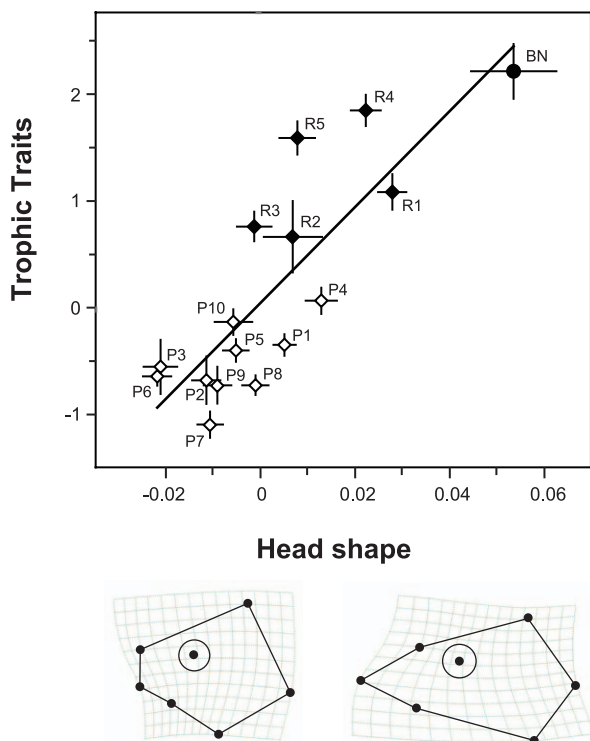 Trophic Traits
2
1
0
-1
BN
R4
R5
R1
R3
R2
P4
P10
P5
P1
P3
P6
P2
P9
P8
P7
-0.02
0
0.02
0.04
0.06
Head shape